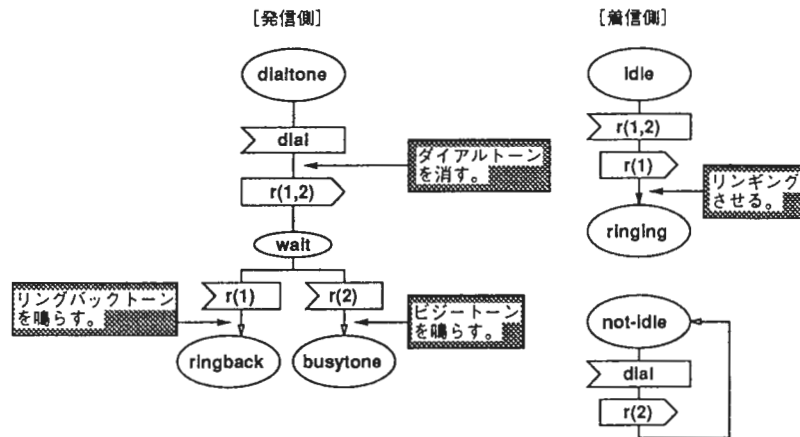 [発信側]
dialtone
dial
ダイアルトーン
を消す。
r(1,2)
wait
r(1)
r(2)
リングバックトーン
を鳴らす。
ビジートーン
を鳴らす。
ringback
busytone
[着信側]
idle
r(1,2)
r(1)
リンギング
させる。
ringing
not-idle
dial
r(2)